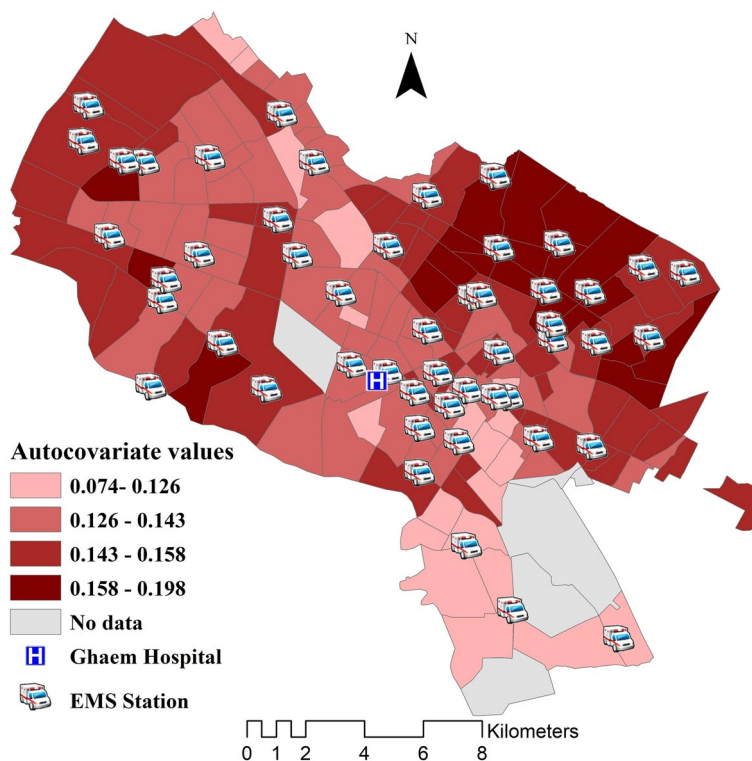 N
Autocovariate values
0.074- 0.126
0.126 - 0.143
0.143 - 0.158
0.158 - 0.198
No data
H
H Ghaem Hospital
EMS Station
Kilometers
0 1 2 4 6 8